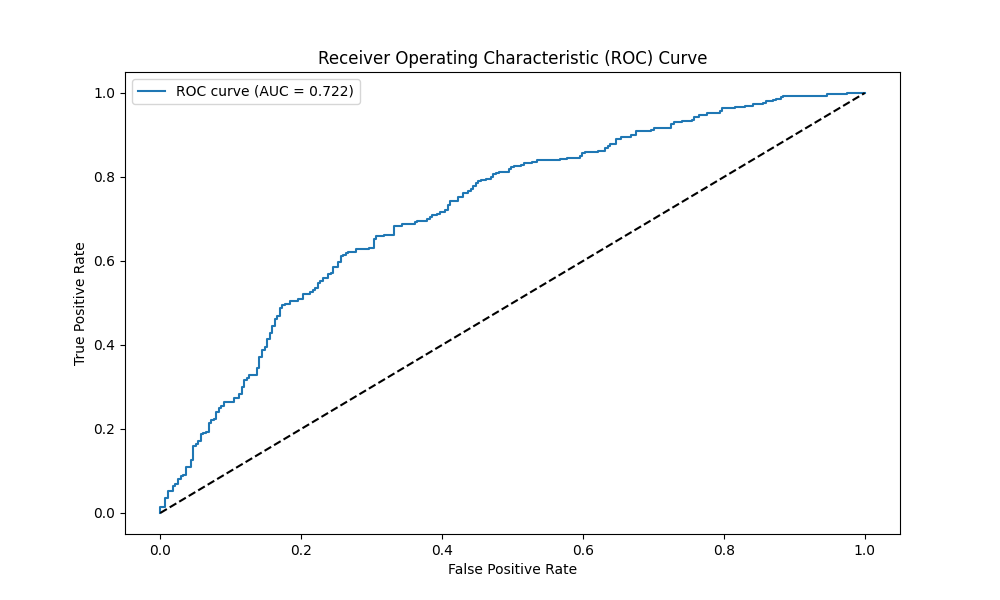 Receiver Operating Characteristic (ROC) Curve
ROC curve (AUC = 0.722)
True Positive Rate
1.0
0.8
0.6
0.4
0.2
0.0
0.0 0.2 0.4 0.6 0.8 1.0
False Positive Rate